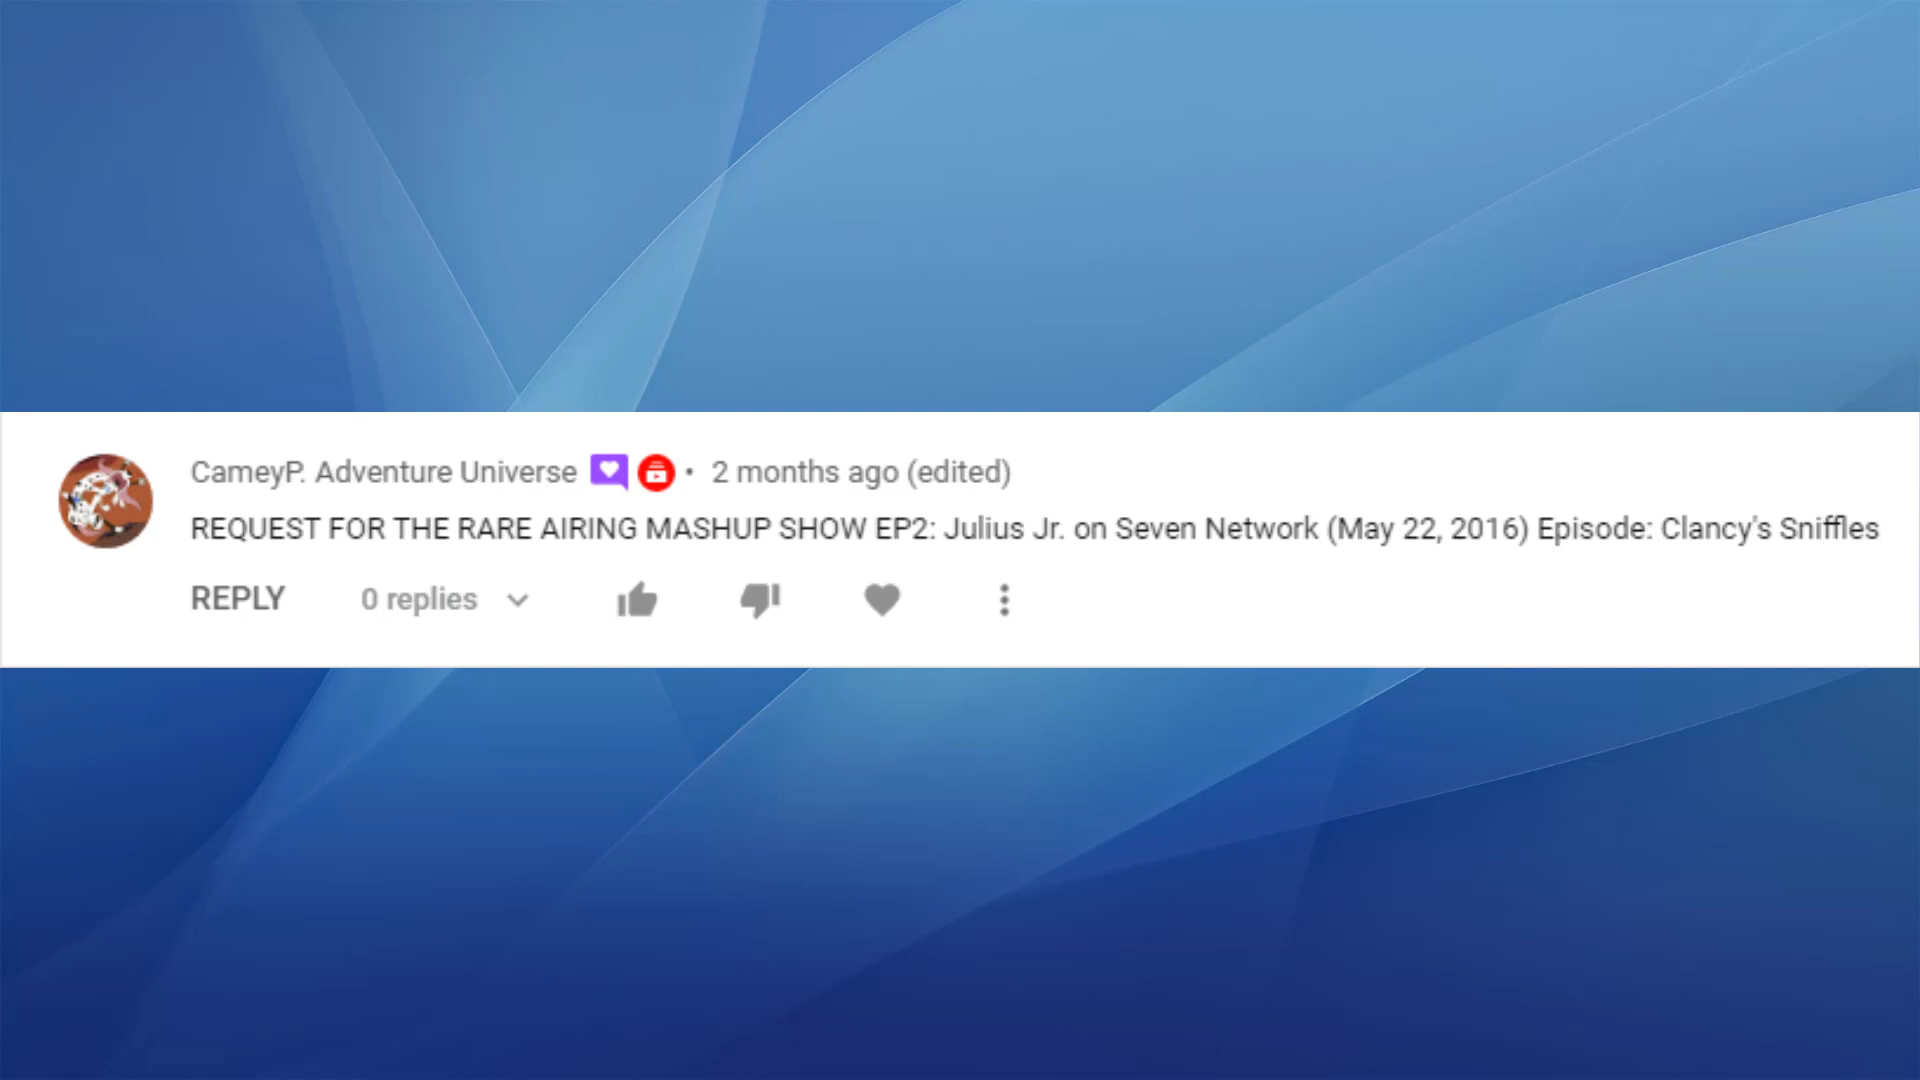 CameyP. Adventure Universe • 2 months ago (edited)
REQUEST FOR THE RARE AIRING MASHUP SHOW EP2: Julius Jr. on Seven Network (May 22, 2016) Episode: Clancy's Sniffles
REPLY 0 replies